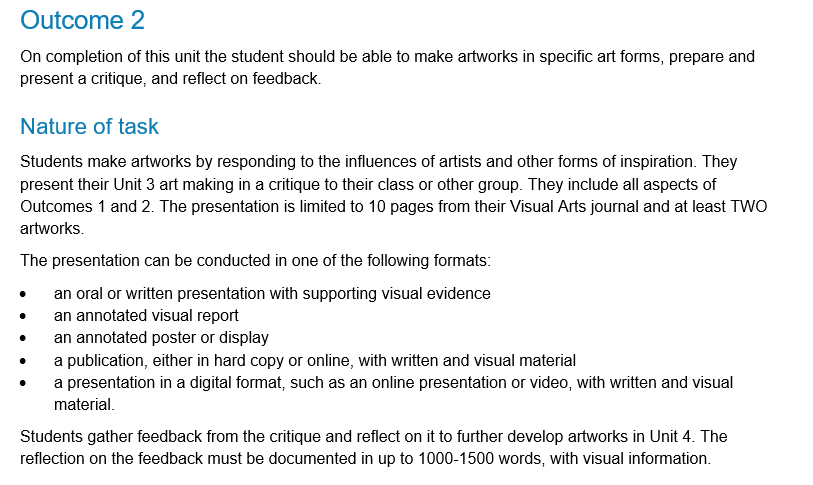 Outcome 2
On completion of this unit the student should be able to make artworks in specific art forms, prepare and
present a critique, and reflect on feedback.
Nature of task
Students make artworks by responding to the influences of artists and other forms of inspiration. They
present their Unit 3 art making in a critique to their class or other group. They include all aspects of
Outcomes 1 and 2. The presentation is limited to 10 pages from their Visual Arts journal and at least TWO
artworks.
The presentation can be conducted in one of the following formats:
• an oral or written presentation with supporting visual evidence
• an annotated visual report
• an annotated poster or display
• a publication, either in hard copy or online, with written and visual material
• a presentation in a digital format, such as an online presentation or video, with written and visual
material.
Students gather feedback from the critique and reflect on it to further develop artworks in Unit 4. The
reflection on the feedback must be documented in up to 1000-1500 words, with visual information.